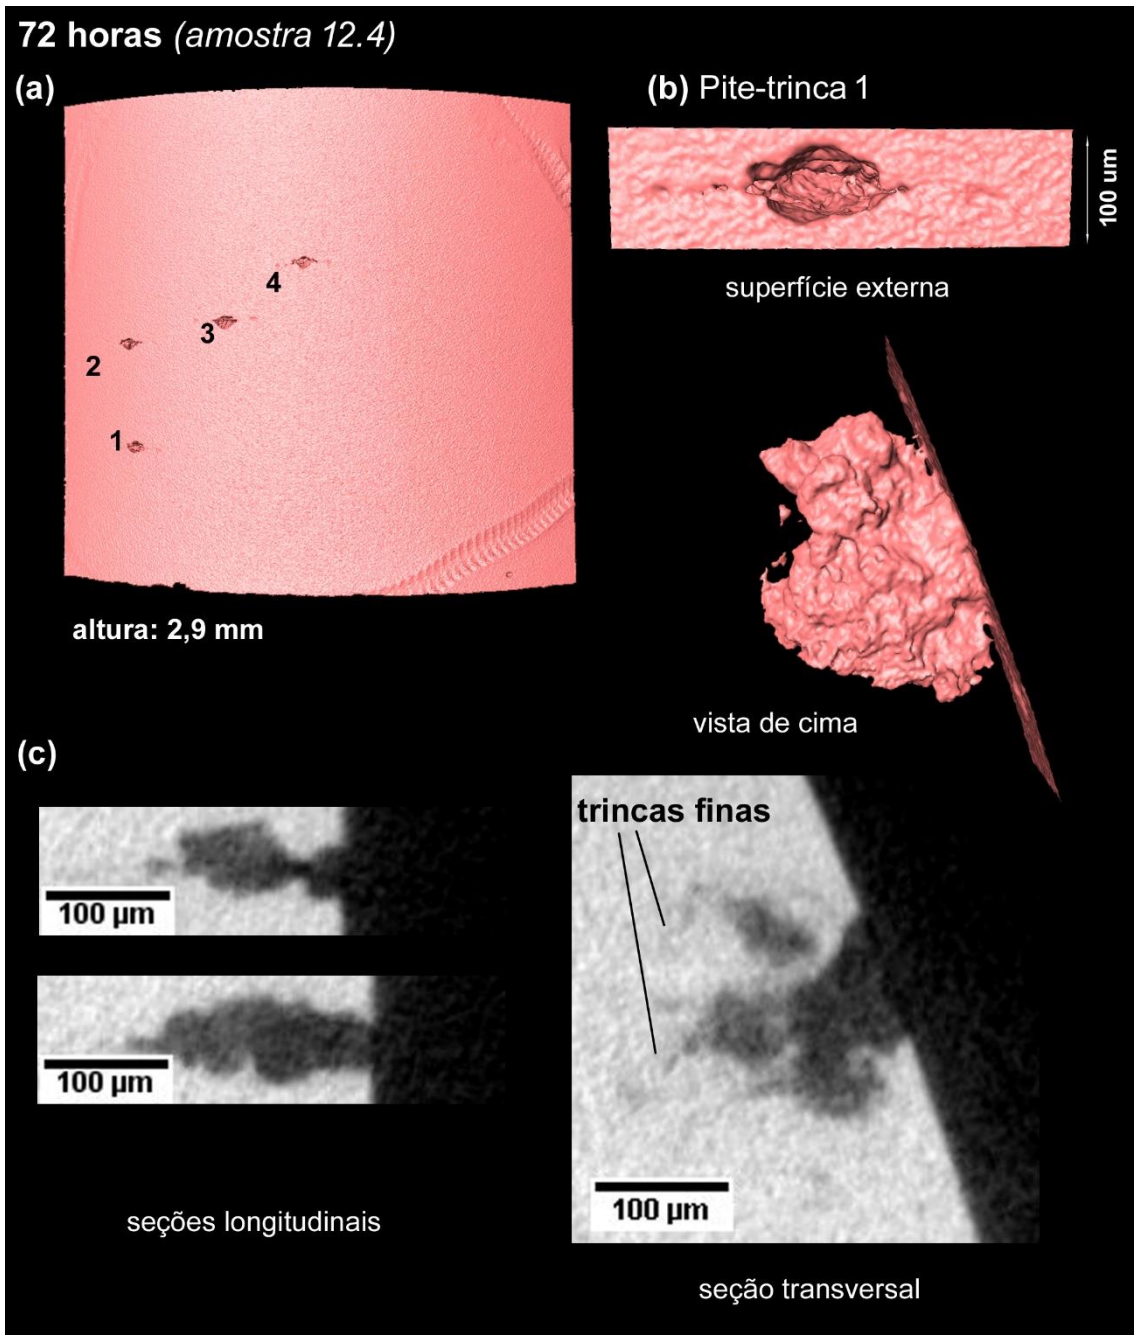 72 horas (amostra 12.4)
(a)
4
3
2
1
altura: 2,9 mm
(b) Pite-trinca 1
100 um
superfície externa
vista de cima
(c)
100 µm
100 µm
seções longitudinais
trincas finas
100 µm
seção transversal